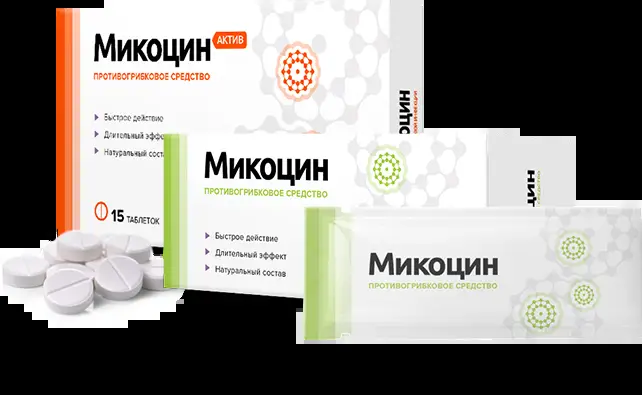 Микоцин АКТИВ
ПРОТИВОГРИБКОВОЕ СРЕДСТВО
Быстрое действие
Длительный эффект
Натуральный состав
15 ТАБЛЕТОК
Микоцин
ПРОТИВОГРИБКОВОЕ СРЕДСТВО
Быстрое действие
Длительный эффект
Натуральный состав
Микоцин
ПРОТИВОГРИБКОВОЕ СРЕДСТВО